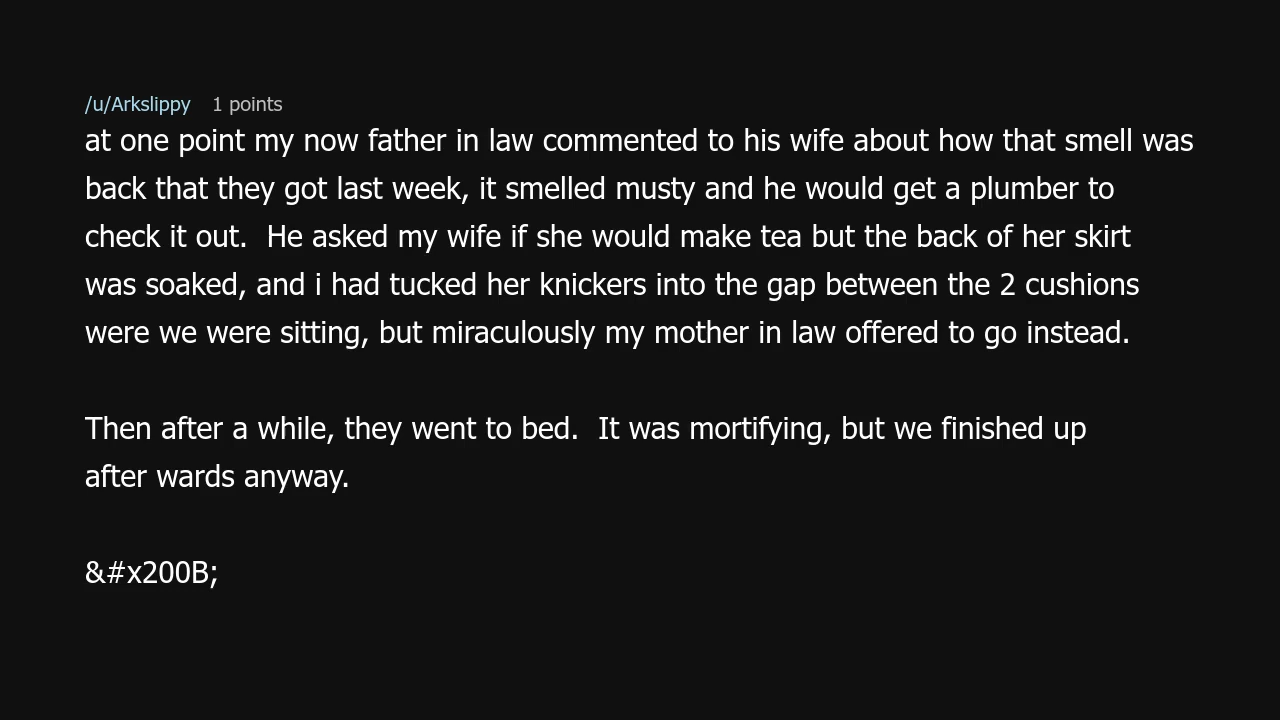 /u/Arkslippy 1 points
at one point my now father in law commented to his wife about how that smell was
back that they got last week, it smelled musty and he would get a plumber to
check it out.  He asked my wife if she would make tea but the back of her skirt
was soaked, and i had tucked her knickers into the gap between the 2 cushions
were we were sitting, but miraculously my mother in law offered to go instead.
Then after a while, they went to bed.  It was mortifying, but we finished up
after wards anyway.
&#x200B;